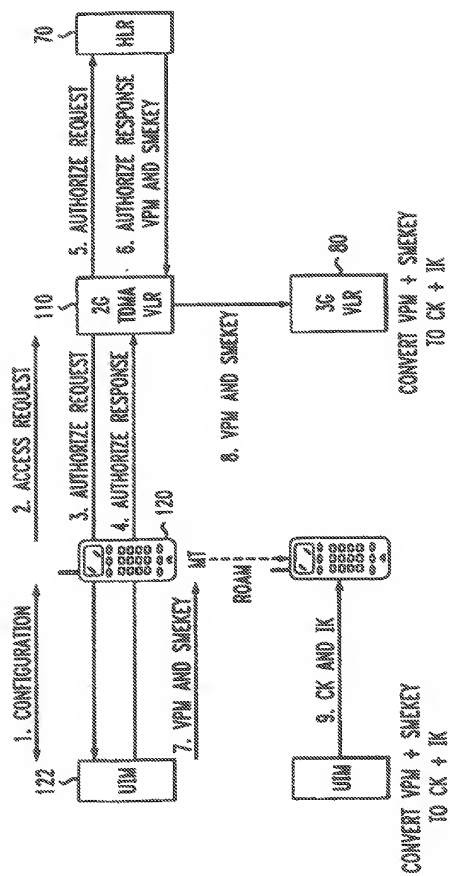 1. CONFIGURATION
2. ACCESS REQUEST
122
UIM
3. AUTHORIZE REQUEST
4. AUTHORIZE RESPONSE
120
110
2G
TDMA
VLR
5. AUTHORIZE REQUEST
6. AUTHORIZE RESPONSE
VPM AND SMEKEY
70
HLR
7. VPM AND SMEKEY
MT
ROAM
8. VPM AND SMEKEY
UIM
9. CK AND IK
80
3G
VLR
CONVERT VPM + SMEKEY
TO CK + IK
CONVERT VPM + SMEKEY
TO CK + IK